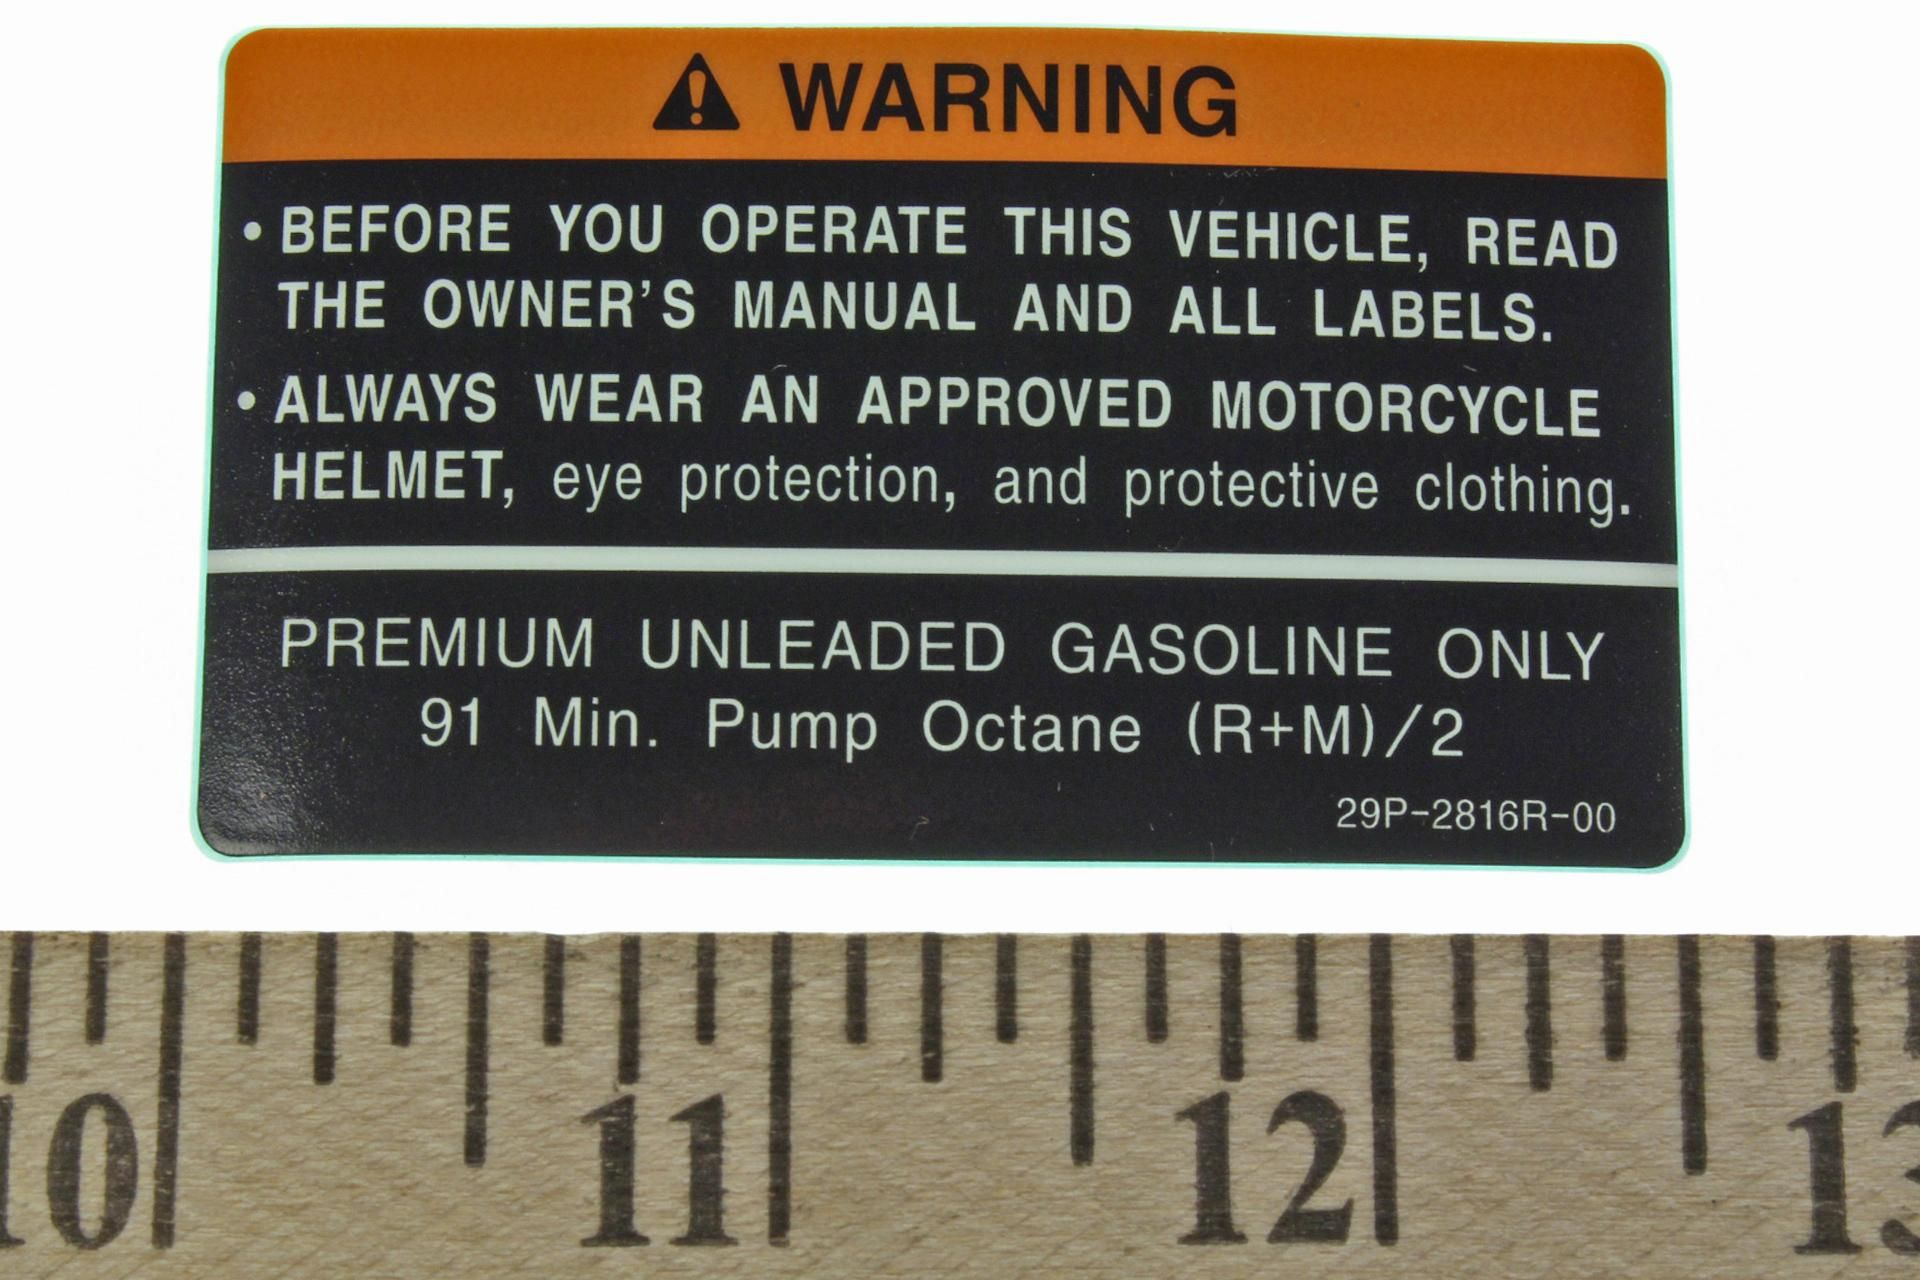 WARNING
• BEFORE YOU OPERATE THIS VEHICLE, READ
THE OWNER'S MANUAL AND ALL LABELS.
• ALWAYS WEAR AN APPROVED MOTORCYCLE
HELMET, eye protection, and protective clothing.
PREMIUM UNLEADED GASOLINE ONLY
91 Min. Pump Octane (R+M)/2
29P-2816R-00
10 11 12 13